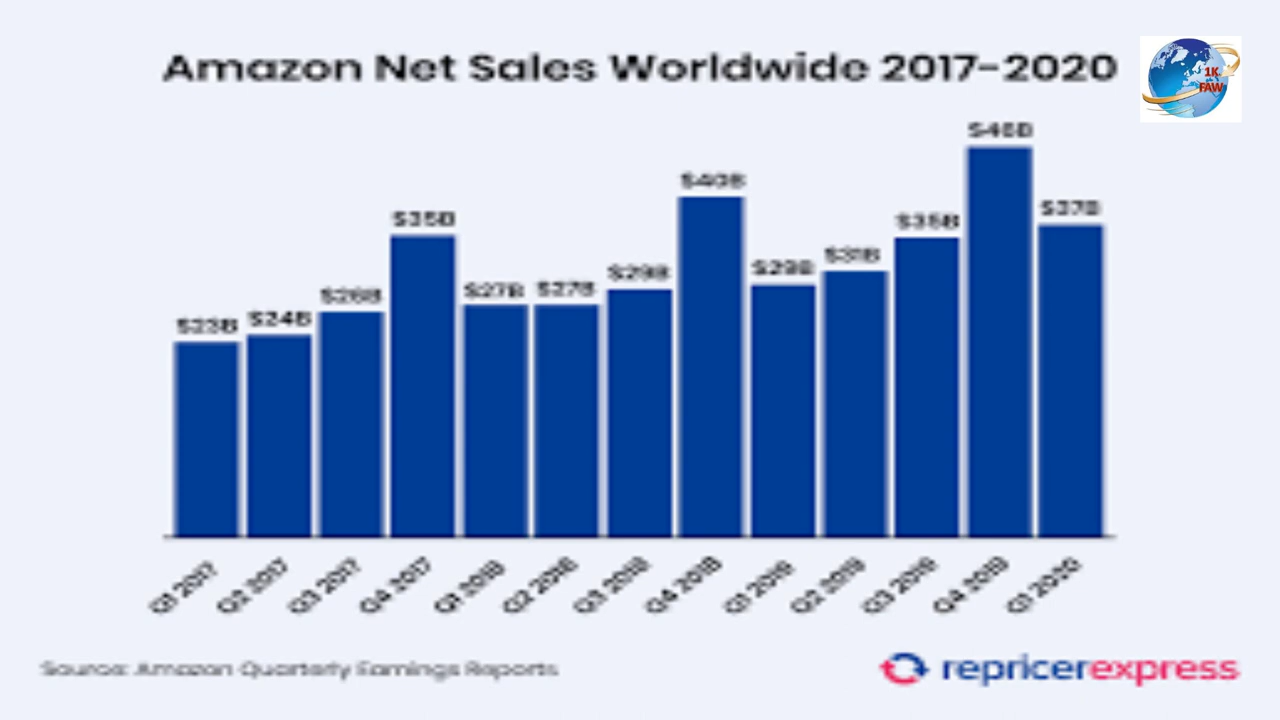 Amazon Net Sales Worldwide 2017-2020
1K
FAW
$46B
$40B
$37B
$35B
$35B
$31B
$29B
$29B
$26B
$27B
$27B
$23B
$24B
Q1 2017
Q2 2017
Q3 2017
Q4 2017
Q1 2018
Q2 2018
Q3 2018
Q4 2018
Q1 2019
Q2 2019
Q3 2019
Q4 2019
Q1 2020
Source: Amazon Quarterly Earnings Reports
repricerexpress